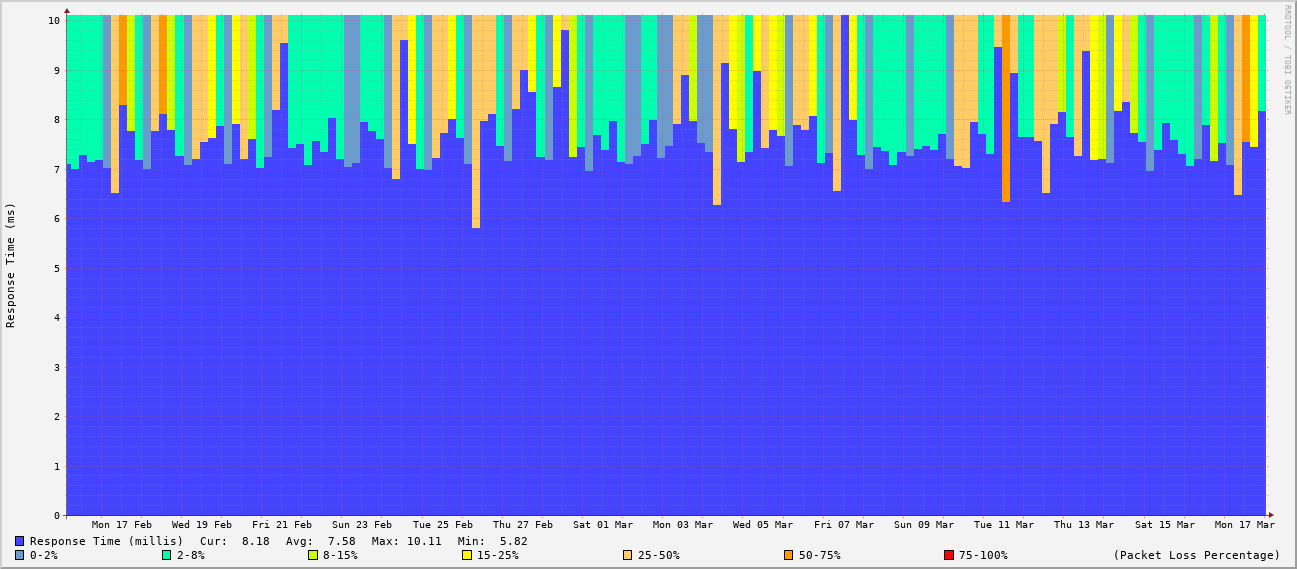 RRDTOOL / TOBI OETIKER
Response Time (ms)
10
9
8
7
6
5
4
3
2
1
0
Mon 17 Feb Wed 19 Feb Fri 21 Feb Sun 23 Feb Tue 25 Feb Thu 27 Feb Sat 01 Mar Mon 03 Mar Wed 05 Mar Fri 07 Mar Sun 09 Mar Tue 11 Mar Thu 13 Mar Sat 15 Mar Mon 17 Mar
Response Time (millis) Cur: 8.18 Avg: 7.58 Max: 10.11 Min: 5.82
0-2% 2-8% 8-15% 15-25% 25-50% 50-75% 75-100% (Packet Loss Percentage)